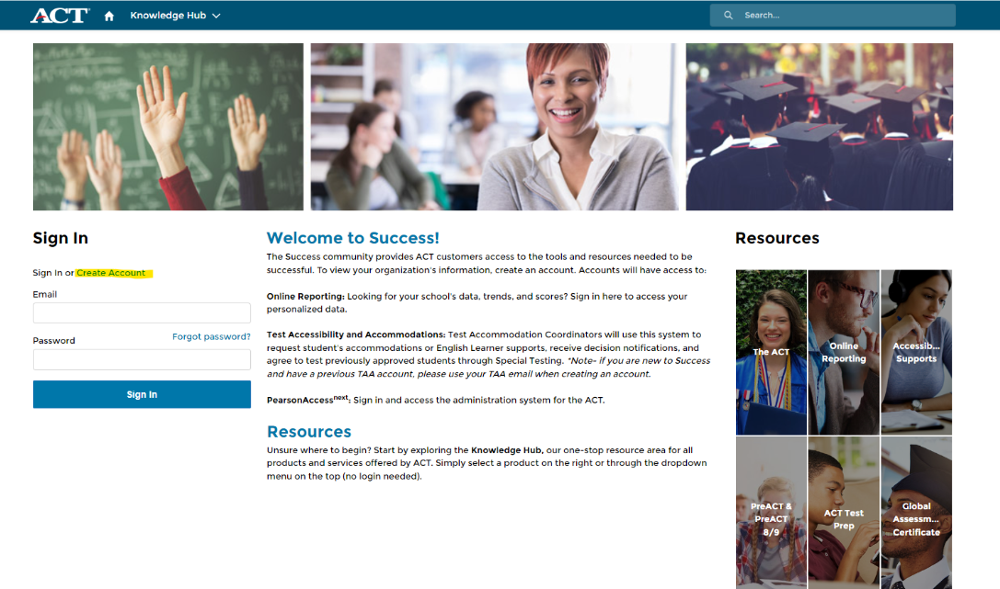 ACT
Knowledge Hub
Search...
Sign In
Sign In or Create Account
Email
Password
Forgot password?
Sign In
Welcome to Success!
The Success community provides ACT customers access to the tools and resources needed to be
successful. To view your organization's information, create an account. Accounts will have access to:
Online Reporting: Looking for your school's data, trends, and scores? Sign in here to access your
personalized data.
Test Accessibility and Accommodations: Test Accommodation Coordinators will use this system to
request student's accommodations or English Learner supports, receive decision notifications, and
agree to test previously approved students through Special Testing. *Note- if you are new to Success
and have a previous TAA account, please use your TAA email when creating an account.
PearsonAccessnext: Sign in and access the administration system for the ACT.
Resources
Unsure where to begin? Start by exploring the Knowledge Hub, our one-stop resource area for all
products and services offered by ACT. Simply select a product on the right or through the dropdown
menu on the top (no login needed).
Resources
The ACT
Online
Reporting
Accessib...
Supports
PreACT &
PreACT
8/9
ACT Test
Prep
Global
Assessm...
Certificate